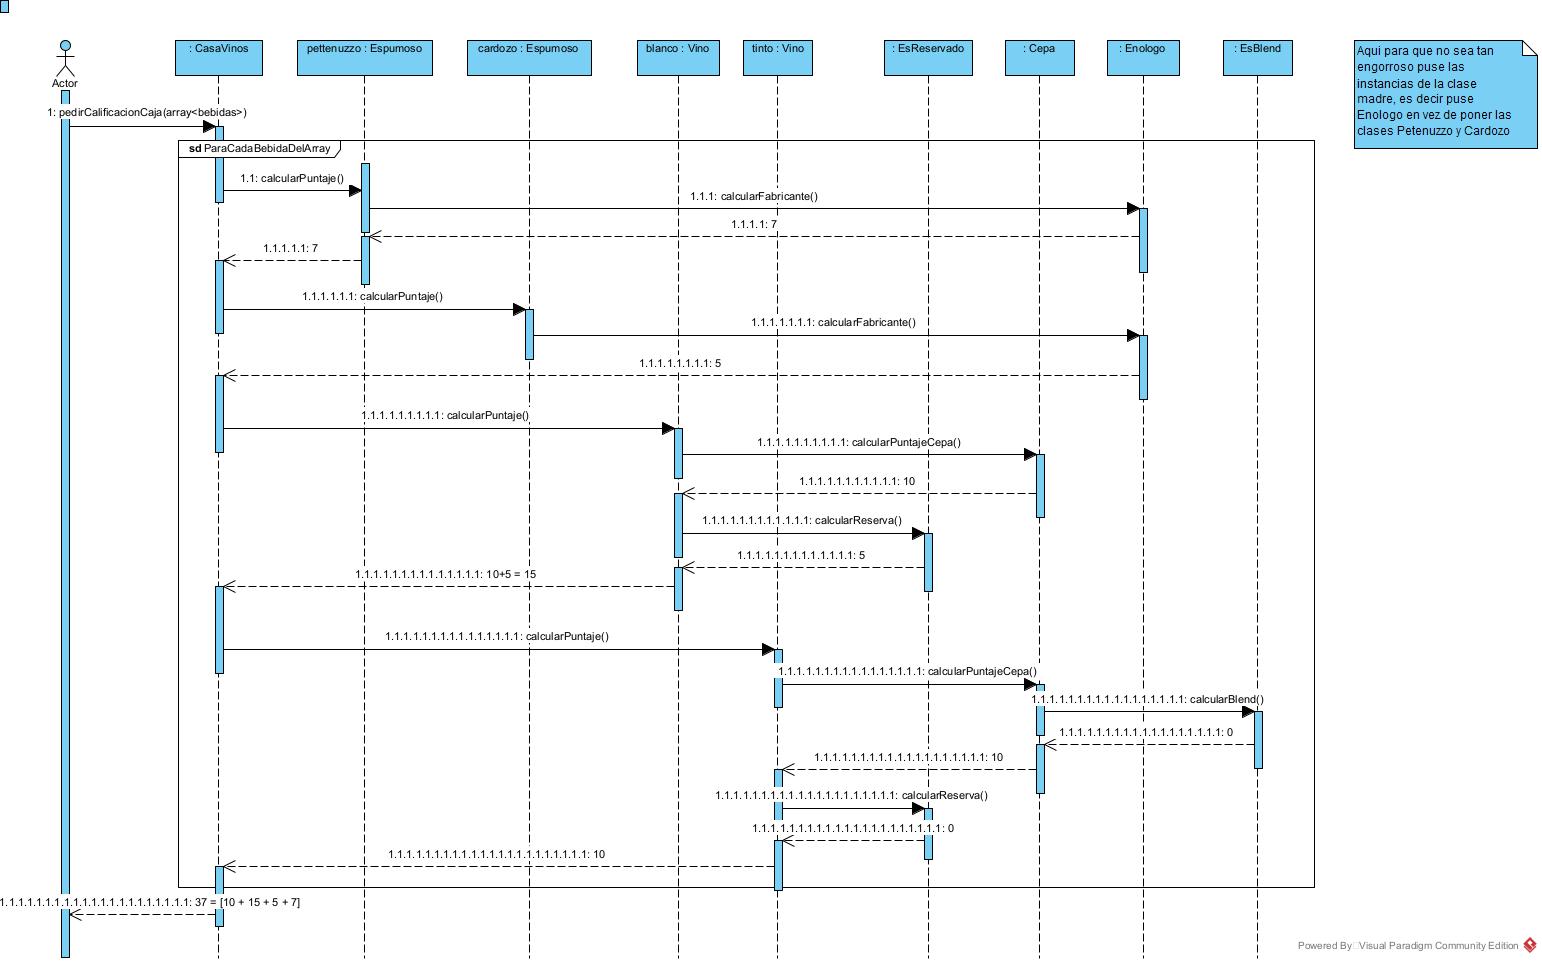 Actor
: CasaVinos
pettenuzzo : Espumoso
cardozo : Espumoso
blanco : Vino
tinto : Vino
: EsReservado
: Cepa
: Enologo
: EsBlend
Aqui para que no sea tan
engorroso puse las
instancias de la clase
madre, es decir puse
Enologo en vez de poner las
clases Petenuzzo y Cardozo
1: pedirCalificacionCaja(array<bebidas>)
sd ParaCadaBebidaDelArray
1.1: calcularPuntaje()
1.1.1: calcularFabricante()
1.1.1.1: 7
1.1.1.1.1: 7
1.1.1.1.1.1: calcularPuntaje()
1.1.1.1.1.1.1: calcularFabricante()
1.1.1.1.1.1.1.1: 5
1.1.1.1.1.1.1.1.1: calcularPuntaje()
1.1.1.1.1.1.1.1.1.1: calcularPuntajeCepa()
1.1.1.1.1.1.1.1.1.1.1: 10
1.1.1.1.1.1.1.1.1.1.1.1: calcularReserva()
1.1.1.1.1.1.1.1.1.1.1.1.1: 5
1.1.1.1.1.1.1.1.1.1.1.1.1.1: 10+5 = 15
1.1.1.1.1.1.1.1.1.1.1.1.1.1.1: calcularPuntaje()
1.1.1.1.1.1.1.1.1.1.1.1.1.1.1.1: calcularPuntajeCepa()
1.1.1.1.1.1.1.1.1.1.1.1.1.1.1.1.1: calcularBlend()
1.1.1.1.1.1.1.1.1.1.1.1.1.1.1.1.1.1: 0
1.1.1.1.1.1.1.1.1.1.1.1.1.1.1.1.1.1.1: 10
1.1.1.1.1.1.1.1.1.1.1.1.1.1.1.1.1.1.1.1: calcularReserva()
1.1.1.1.1.1.1.1.1.1.1.1.1.1.1.1.1.1.1.1.1: 0
1.1.1.1.1.1.1.1.1.1.1.1.1.1.1.1.1.1.1.1.1.1: 10
1.1.1.1.1.1.1.1.1.1.1.1.1.1.1.1.1.1.1.1.1: 37 = [10 + 15 + 5 + 7]
Powered By Visual Paradigm Community Edition